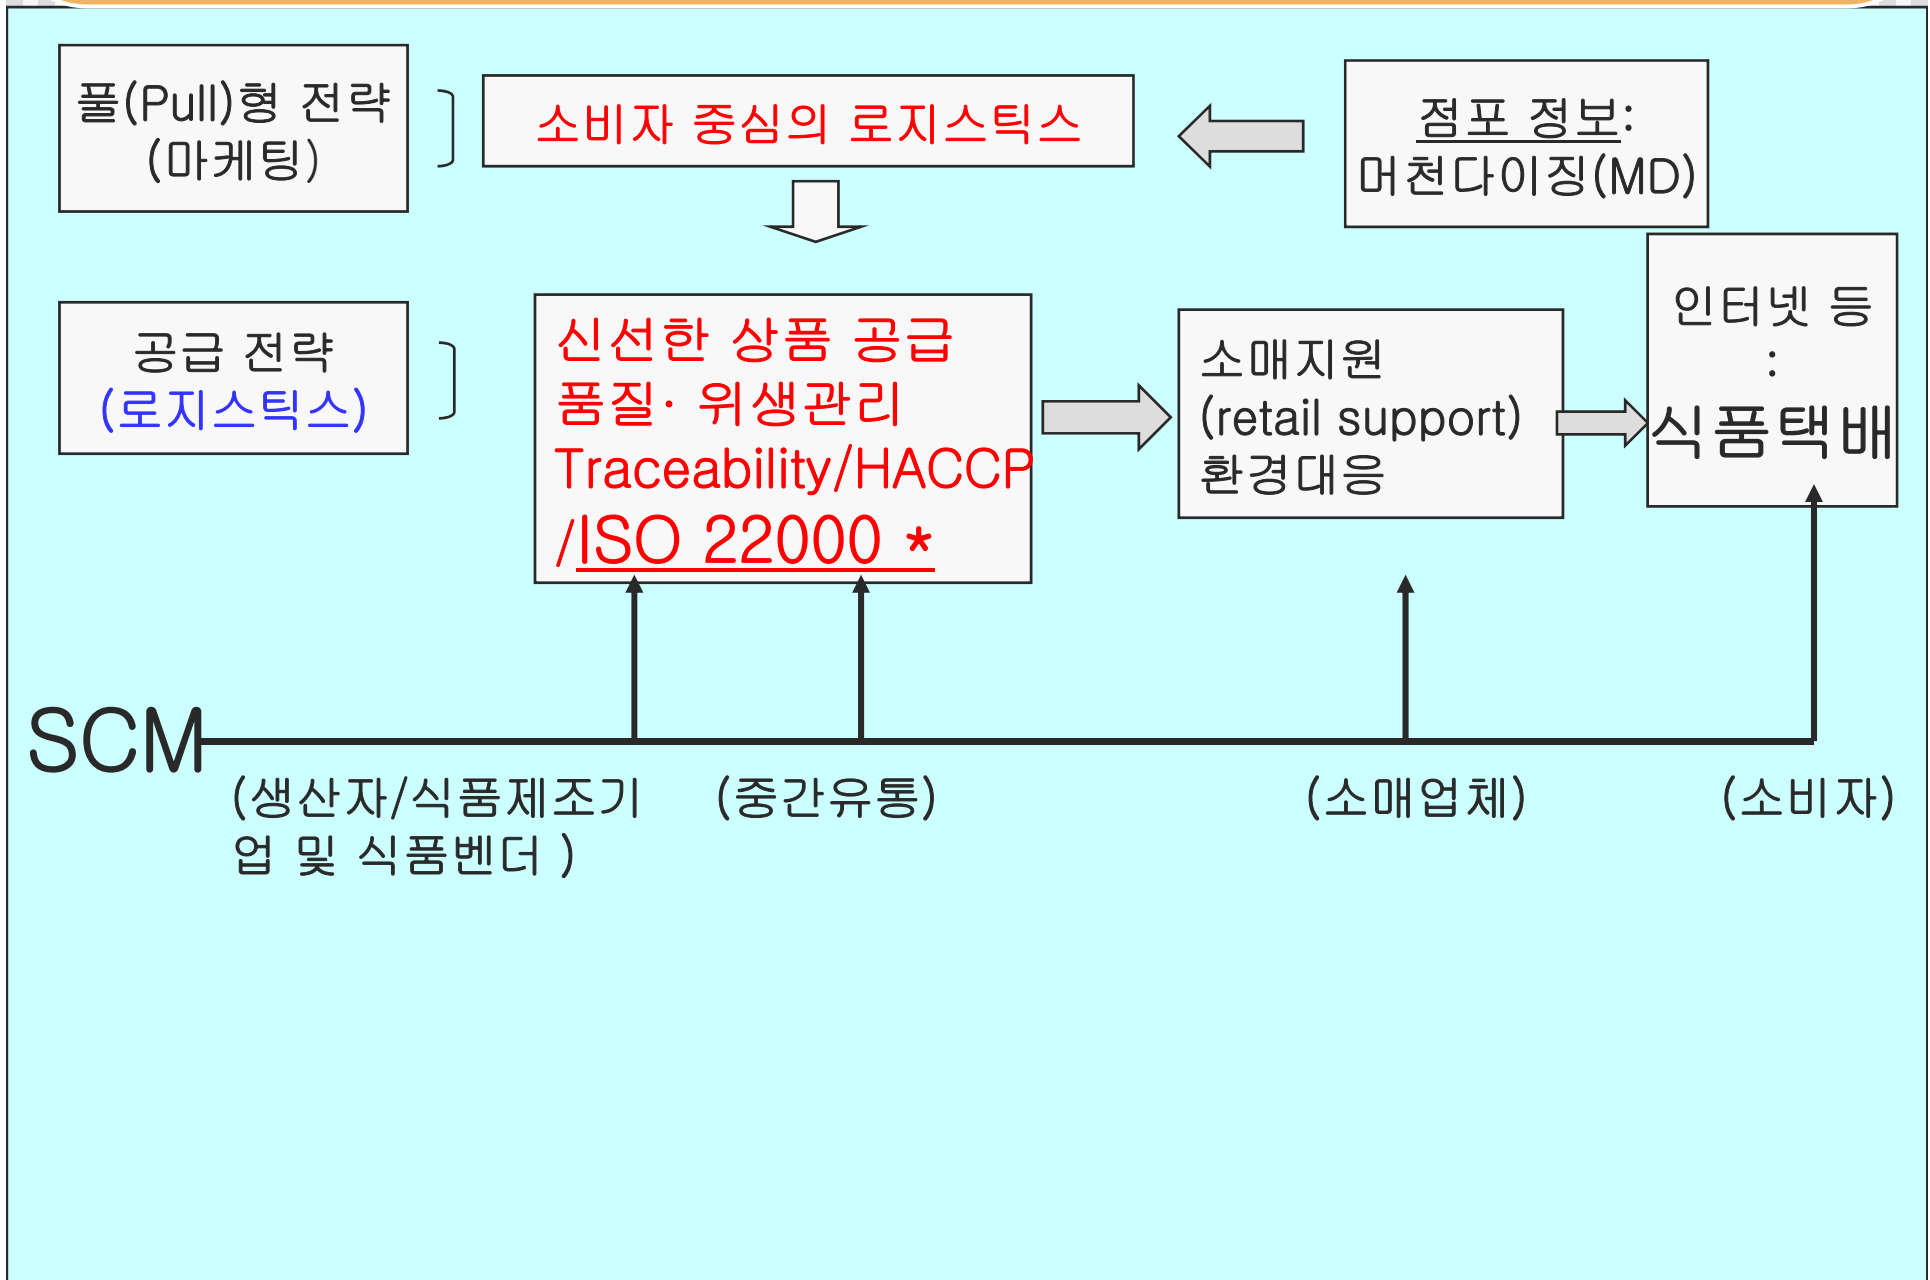 풀(Pull)형 전략
(마케팅)
소비자 중심의 로지스틱스
점포 정보:
머천다이징(MD)
공급 전략
(로지스틱스)
신선한 상품 공급
품질· 위생관리
Traceability/HACCP
/ISO 22000 *
소매지원
(retail support)
환경대응
인터넷 등
:
식품택배
SCM
(생산자/식품제조기
업 및 식품벤더 )
(중간유통)
(소매업체)
(소비자)